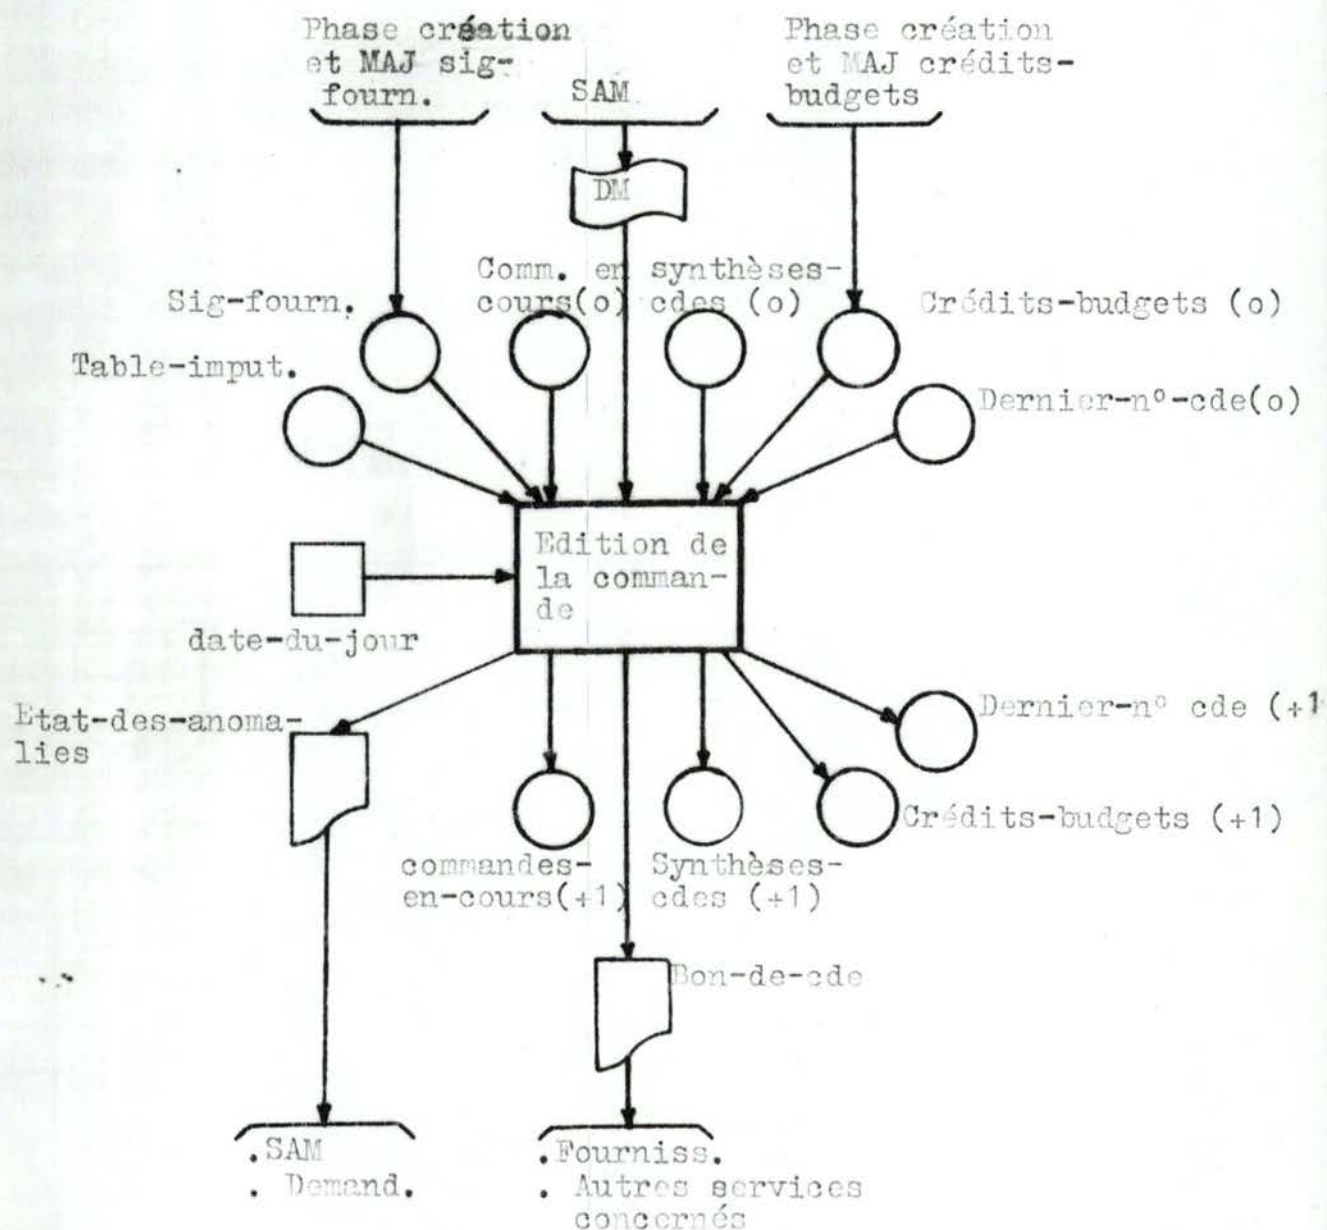 Phase création
et MAJ sig-
fourn.
SAM
Phase création
et MAJ crédits-
budgets
DM
Comm. en
cours(o)
synthèses-
cdes (o)
Sig-fourn.
Crédits-budgets (o)
Table-imput.
Dernier-n°-cde(o)
Edition de
la comman-
de
date-du-jour
Etat-des-anoma-
lies
Dernier-n° cde (+1
Crédits-budgets (+1)
commandes-
en-cours(+1)
Synthèses-
cdes (+1)
Bon-de-cde
.SAM
. Demand.
.Fourniss.
. Autres services
concernés